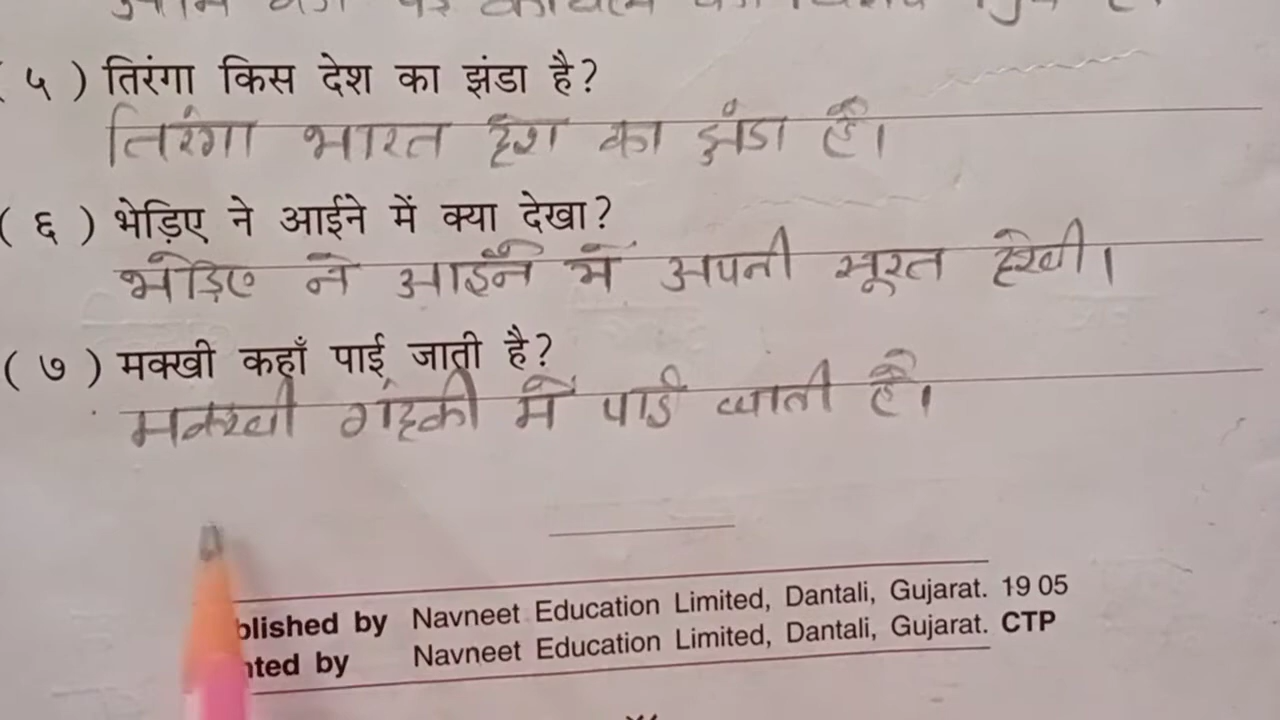 ( ५ ) तिरंगा किस देश का झंडा है?
तिरंगा भारत देश का झंडा है।
( ६ ) भेड़िए ने आईने में क्या देखा?
भेड़िए ने आइने में अपनी सूरत देखी।
( ७ ) मक्खी कहाँ पाई जाती है?
मक्खी गंदकी में पाई जाती है।
blished by Navneet Education Limited, Dantali, Gujarat. 19 05
nted by Navneet Education Limited, Dantali, Gujarat. CTP